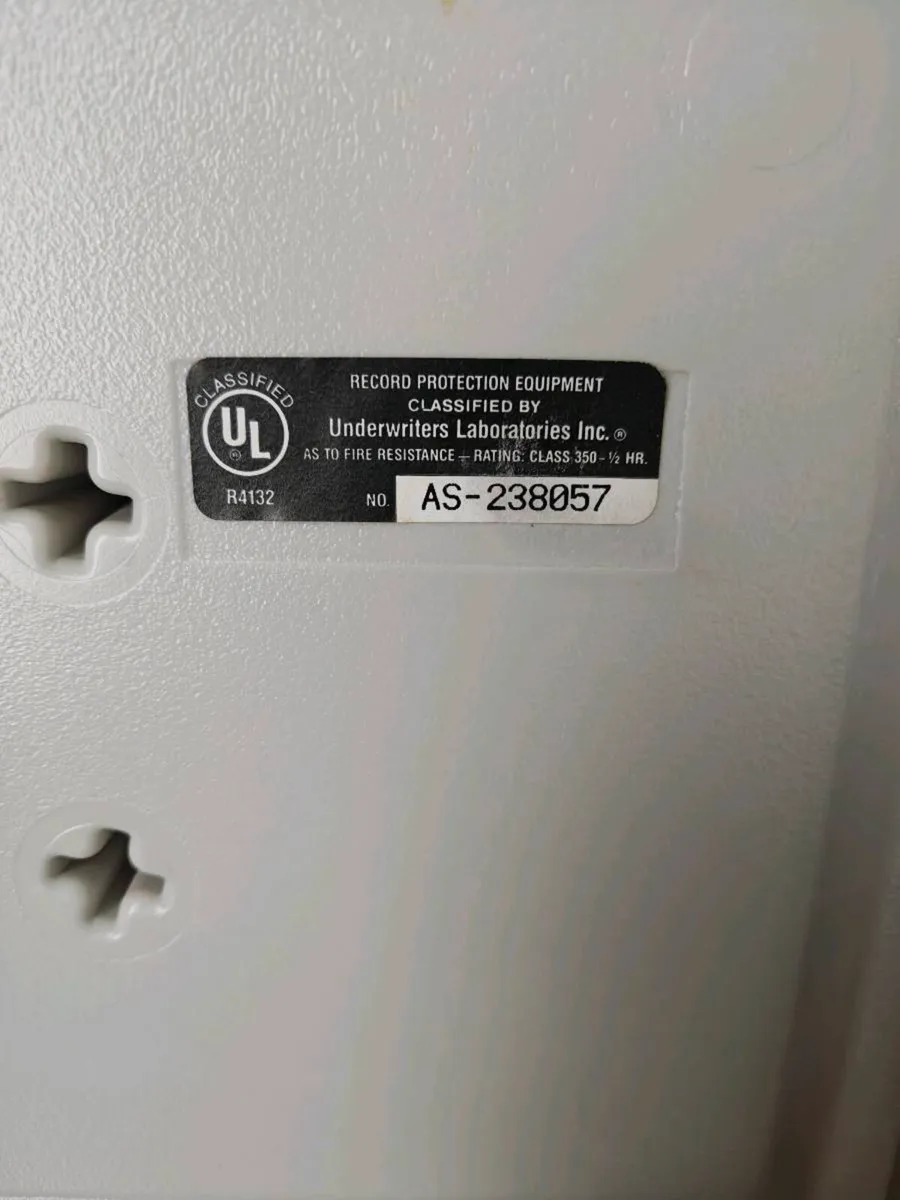 CLASSIFIED
UL
®
R4132
RECORD PROTECTION EQUIPMENT
CLASSIFIED BY
Underwriters Laboratories Inc.®
AS TO FIRE RESISTANCE – RATING: CLASS 350 - ½ HR.
NO. AS-238057